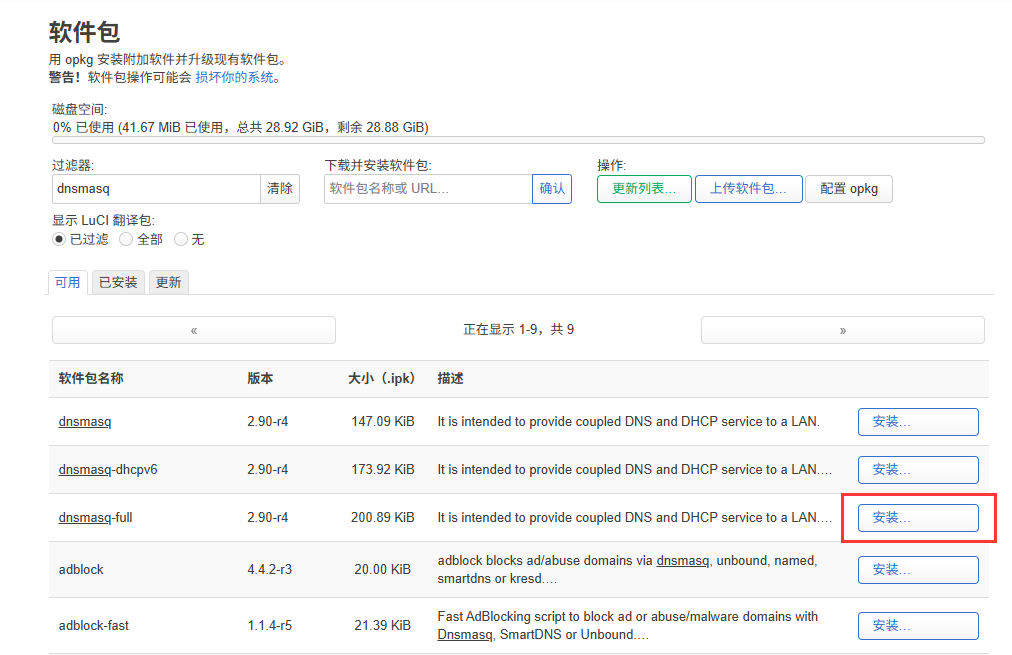 软件包
用 opkg 安装附加软件并升级现有软件包。
警告！软件包操作可能会 损坏你的系统。
磁盘空间:
0% 已使用 (41.67 MiB 已使用，总共 28.92 GiB，剩余 28.88 GiB)
过滤器: 下载并安装软件包: 操作:
dnsmasq 清除 软件包名称或 URL… 确认 更新列表… 上传软件包… 配置 opkg
显示 LuCI 翻译包:
已过滤 全部 无
可用 已安装 更新
« 正在显示 1-9，共 9 »
软件包名称 版本 大小（.ipk） 描述
dnsmasq 2.90-r4 147.09 KiB It is intended to provide coupled DNS and DHCP service to a LAN. 安装…
dnsmasq-dhcpv6 2.90-r4 173.92 KiB It is intended to provide coupled DNS and DHCP service to a LAN.… 安装…
dnsmasq-full 2.90-r4 200.89 KiB It is intended to provide coupled DNS and DHCP service to a LAN.… 安装…
adblock 4.4.2-r3 20.00 KiB adblock blocks ad/abuse domains via dnsmasq, unbound, named, 安装…
smartdns or kresd.…
adblock-fast 1.1.4-r5 21.39 KiB Fast AdBlocking script to block ad or abuse/malware domains with 安装…
Dnsmasq, SmartDNS or Unbound.…